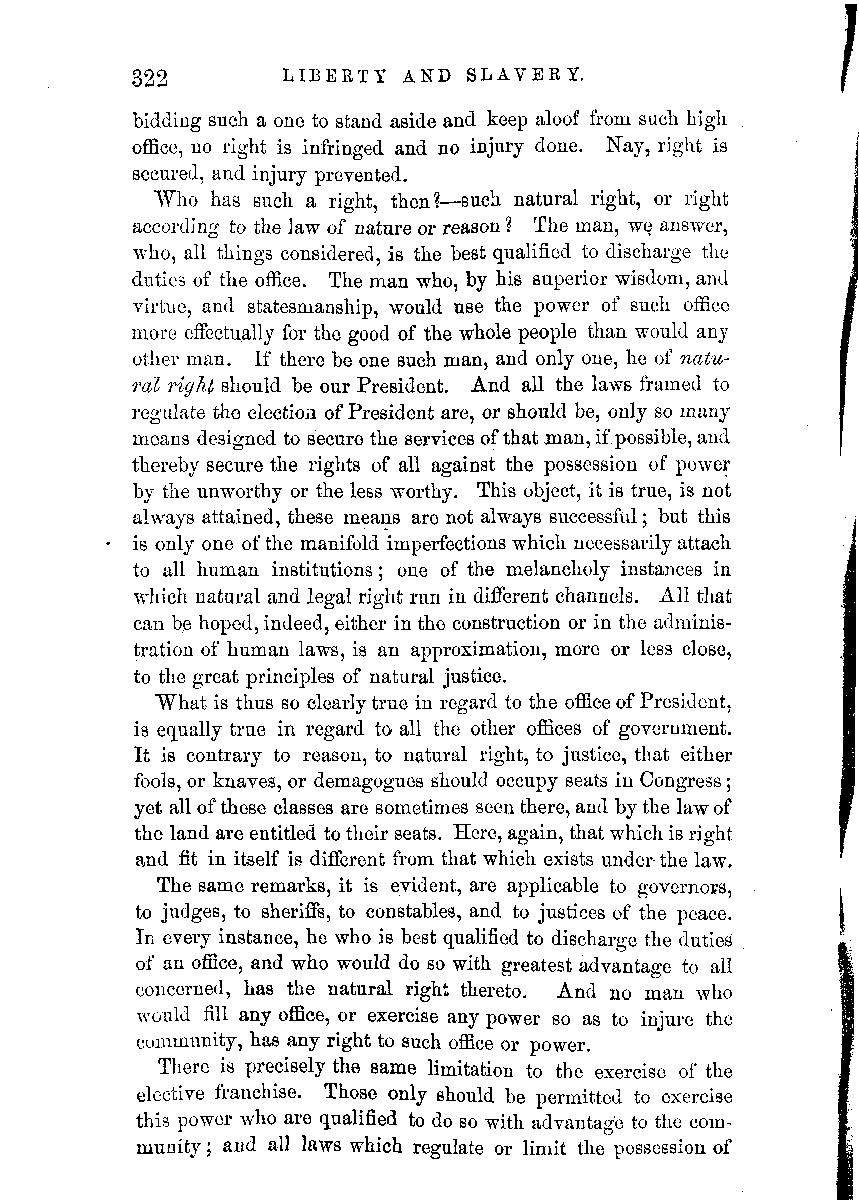 322 LIBERTY AND SLAVERY.
bidding such a one to stand aside and keep aloof from such high
office, no right is infringed and no injury done. Nay, right is
secured, and injury prevented.
Who has such a right, then?—such natural right, or right
according to the law of nature or reason? The man, we answer,
who, all things considered, is the best qualified to discharge the
duties of the office. The man who, by his superior wisdom, and
virtue, and statesmanship, would use the power of such office
more effectually for the good of the whole people than would any
other man. If there be one such man, and only one, he of natu-
ral right should be our President. And all the laws framed to
regulate the election of President are, or should be, only so many
means designed to secure the services of that man, if possible, and
thereby secure the rights of all against the possession of power
by the unworthy or the less worthy. This object, it is true, is not
always attained, these means are not always successful; but this
is only one of the manifold imperfections which necessarily attach
to all human institutions; one of the melancholy instances in
which natural and legal right run in different channels. All that
can be hoped, indeed, either in the construction or in the adminis-
tration of human laws, is an approximation, more or less close,
to the great principles of natural justice.
What is thus so clearly true in regard to the office of President,
is equally true in regard to all the other offices of government.
It is contrary to reason, to natural right, to justice, that either
fools, or knaves, or demagogues should occupy seats in Congress;
yet all of these classes are sometimes seen there, and by the law of
the land are entitled to their seats. Here, again, that which is right
and fit in itself is different from that which exists under the law.
The same remarks, it is evident, are applicable to governors,
to judges, to sheriffs, to constables, and to justices of the peace.
In every instance, he who is best qualified to discharge the duties
of an office, and who would do so with greatest advantage to all
concerned, has the natural right thereto. And no man who
would fill any office, or exercise any power so as to injure the
community, has any right to such office or power.
There is precisely the same limitation to the exercise of the
elective franchise. Those only should be permitted to exercise
this power who are qualified to do so with advantage to the com-
munity; and all laws which regulate or limit the possession of